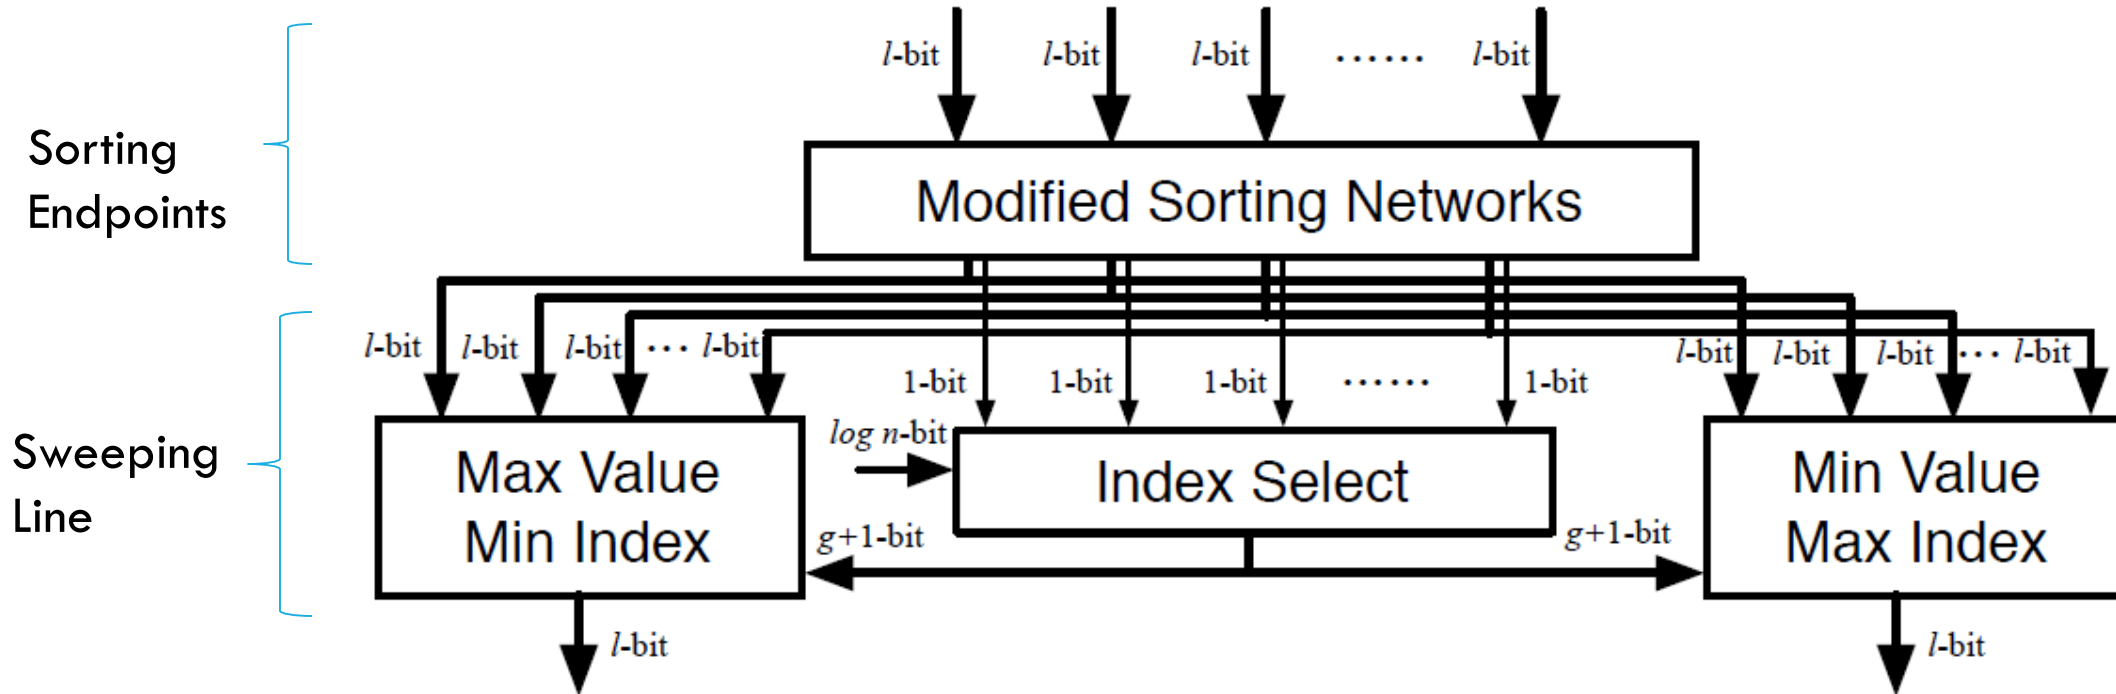 l-bit l-bit l-bit ...... l-bit
Sorting
Endpoints
Modified Sorting Networks
l-bit l-bit l-bit ... l-bit
l-bit l-bit l-bit ... l-bit
1-bit 1-bit 1-bit ...... 1-bit
log n-bit
Sweeping
Line
Max Value
Min Index
Index Select
Min Value
Max Index
g+1-bit
g+1-bit
l-bit
l-bit